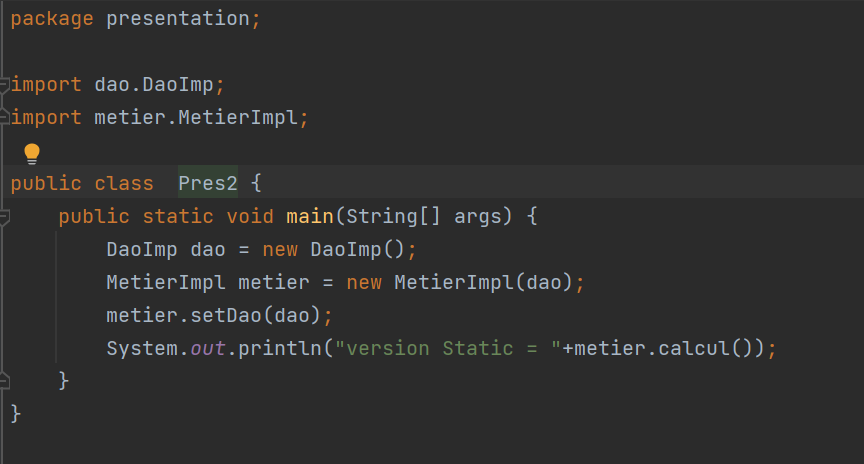 package presentation;
import dao.DaoImp;
import metier.MetierImpl;
public class  Pres2 {
    public static void main(String[] args) {
        DaoImp dao = new DaoImp();
        MetierImpl metier = new MetierImpl(dao);
        metier.setDao(dao);
        System.out.println("version Static = "+metier.calcul());
    }
}